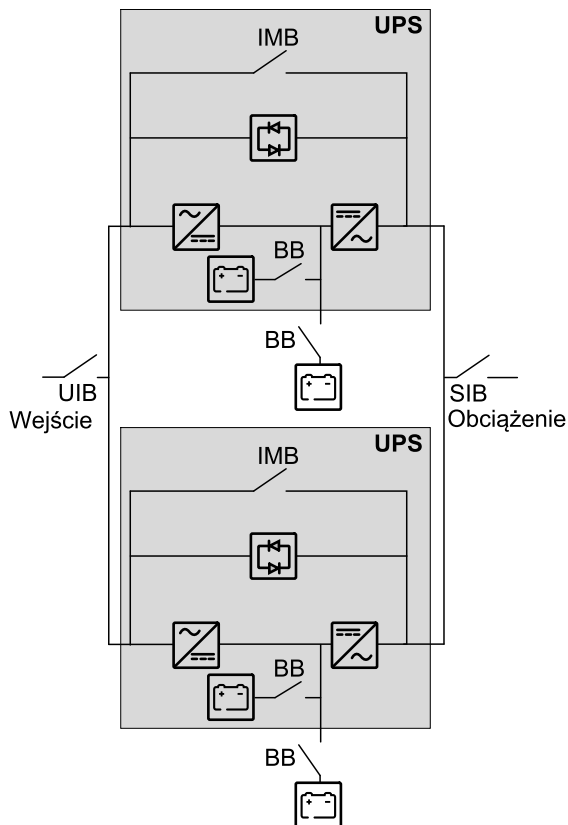 UPS
IMB
BB
BB
UIB
Wejście
SIB
Obciążenie
UPS
IMB
BB
BB